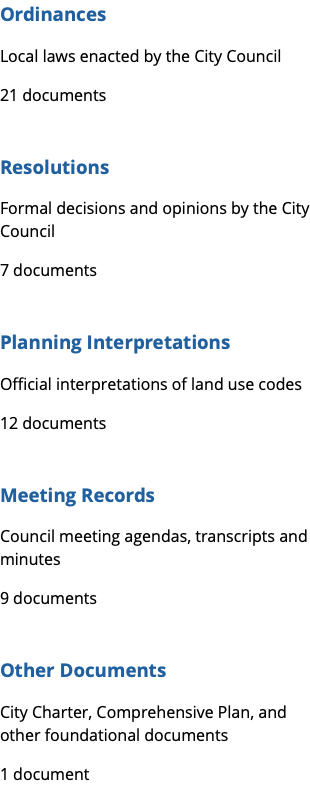 Ordinances
Local laws enacted by the City Council
21 documents
Resolutions
Formal decisions and opinions by the City
Council
7 documents
Planning Interpretations
Official interpretations of land use codes
12 documents
Meeting Records
Council meeting agendas, transcripts and
minutes
9 documents
Other Documents
City Charter, Comprehensive Plan, and
other foundational documents
1 document